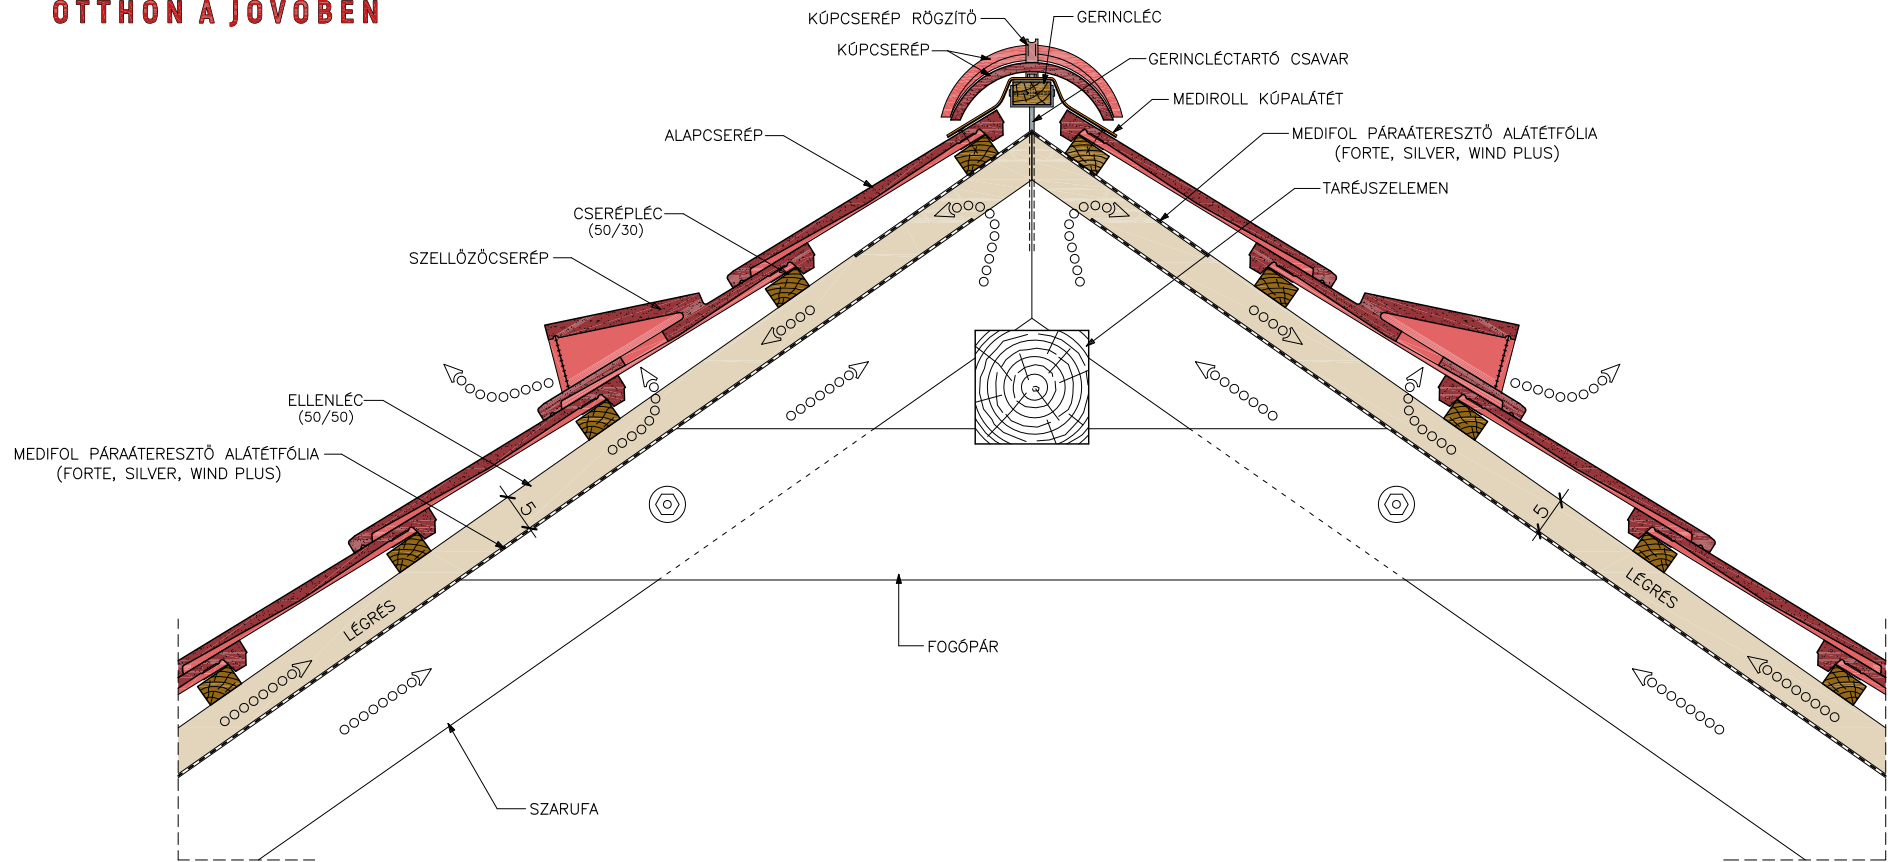 OTTHON A JÖVŐBEN
KÚPCSERÉP RÖGZÍTŐ
GERINCLÉC
KÚPCSERÉP
GERINCLÉCTARTÓ CSAVAR
MEDIROLL KÚPALÁTÉT
ALAPCSERÉP
MEDIFOL PÁRAÁTERESZTŐ ALÁTÉTFÓLIA
(FORTE, SILVER, WIND PLUS)
TARÉJSZELEMEN
CSERÉPLÉC
(50/30)
SZELLŐZŐCSERÉP
ELLENLÉC
(50/50)
MEDIFOL PÁRAÁTERESZTŐ ALÁTÉTFÓLIA
(FORTE, SILVER, WIND PLUS)
5
5
LÉGRÉS
LÉGRÉS
FOGÓPÁR
SZARUFA